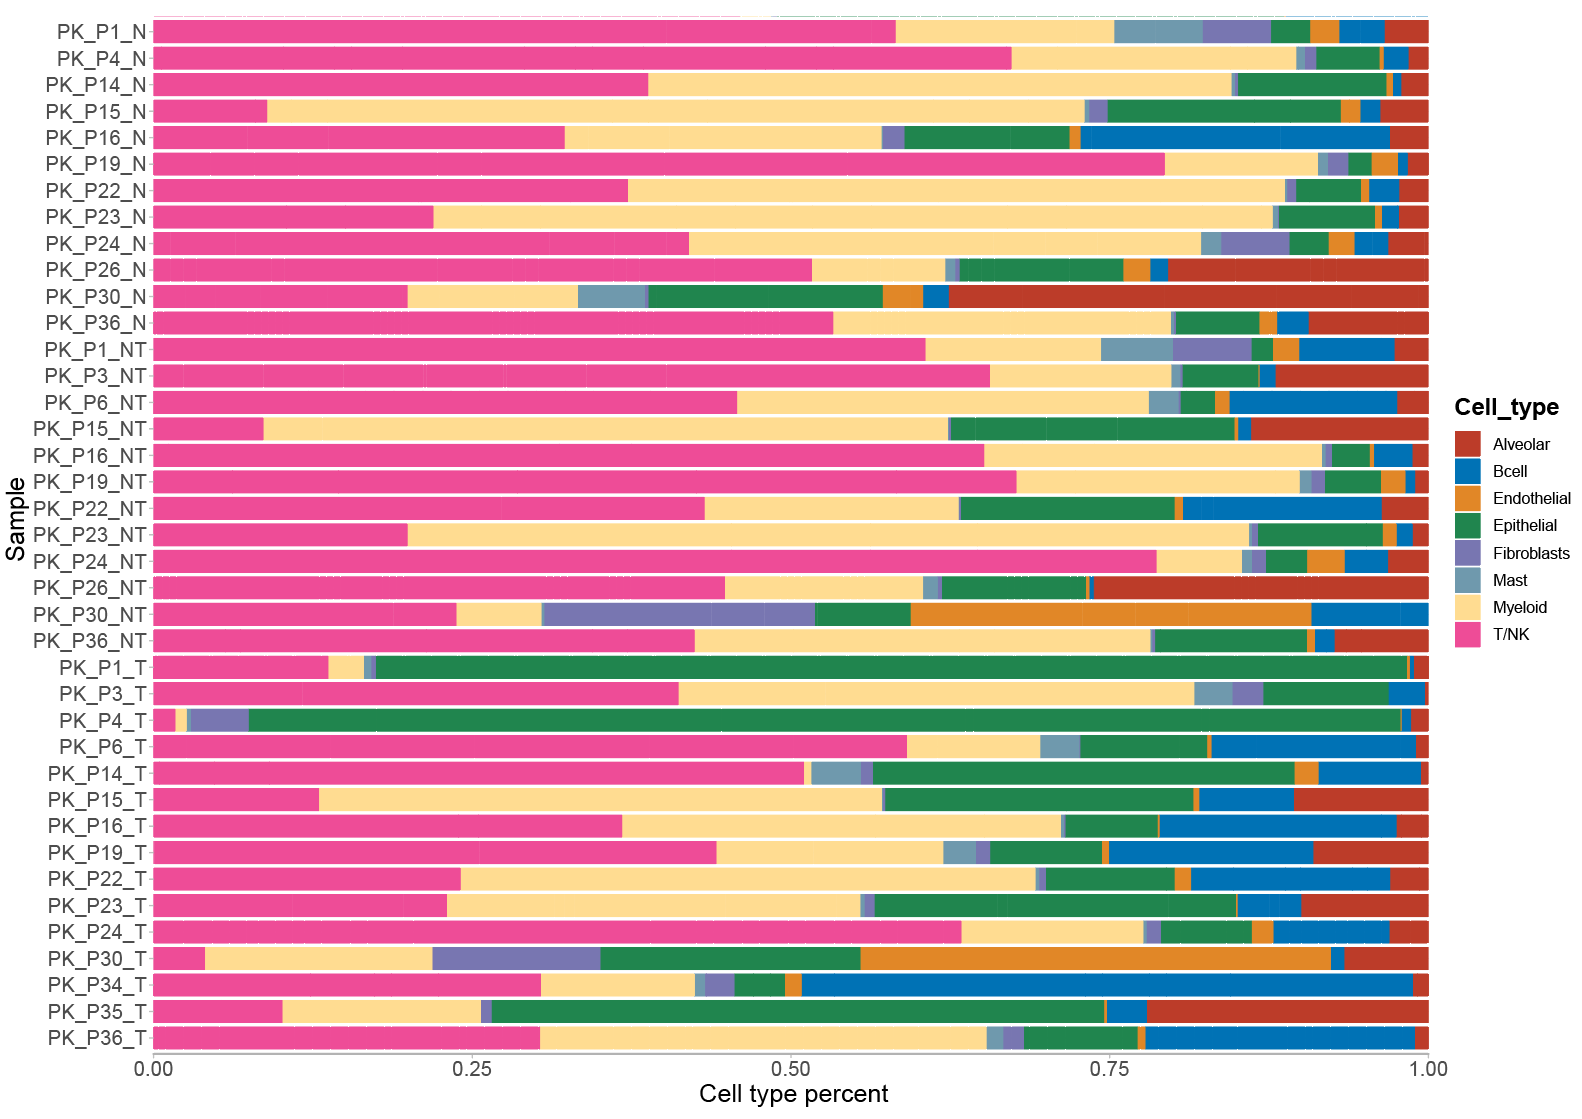 PK_P1_N
PK_P4_N
PK_P14_N
PK_P15_N
PK_P16_N
PK_P19_N
PK_P22_N
PK_P23_N
PK_P24_N
PK_P26_N
PK_P30_N
PK_P36_N
PK_P1_NT
PK_P3_NT
PK_P6_NT
PK_P15_NT
PK_P16_NT
PK_P19_NT
PK_P22_NT
PK_P23_NT
PK_P24_NT
PK_P26_NT
PK_P30_NT
PK_P36_NT
PK_P1_T
PK_P3_T
PK_P4_T
PK_P6_T
PK_P14_T
PK_P15_T
PK_P16_T
PK_P19_T
PK_P22_T
PK_P23_T
PK_P24_T
PK_P30_T
PK_P34_T
PK_P35_T
PK_P36_T
Sample
0.00 0.25 0.50 0.75 1.00
Cell type percent
Cell_type
Alveolar
Bcell
Endothelial
Epithelial
Fibroblasts
Mast
Myeloid
T/NK